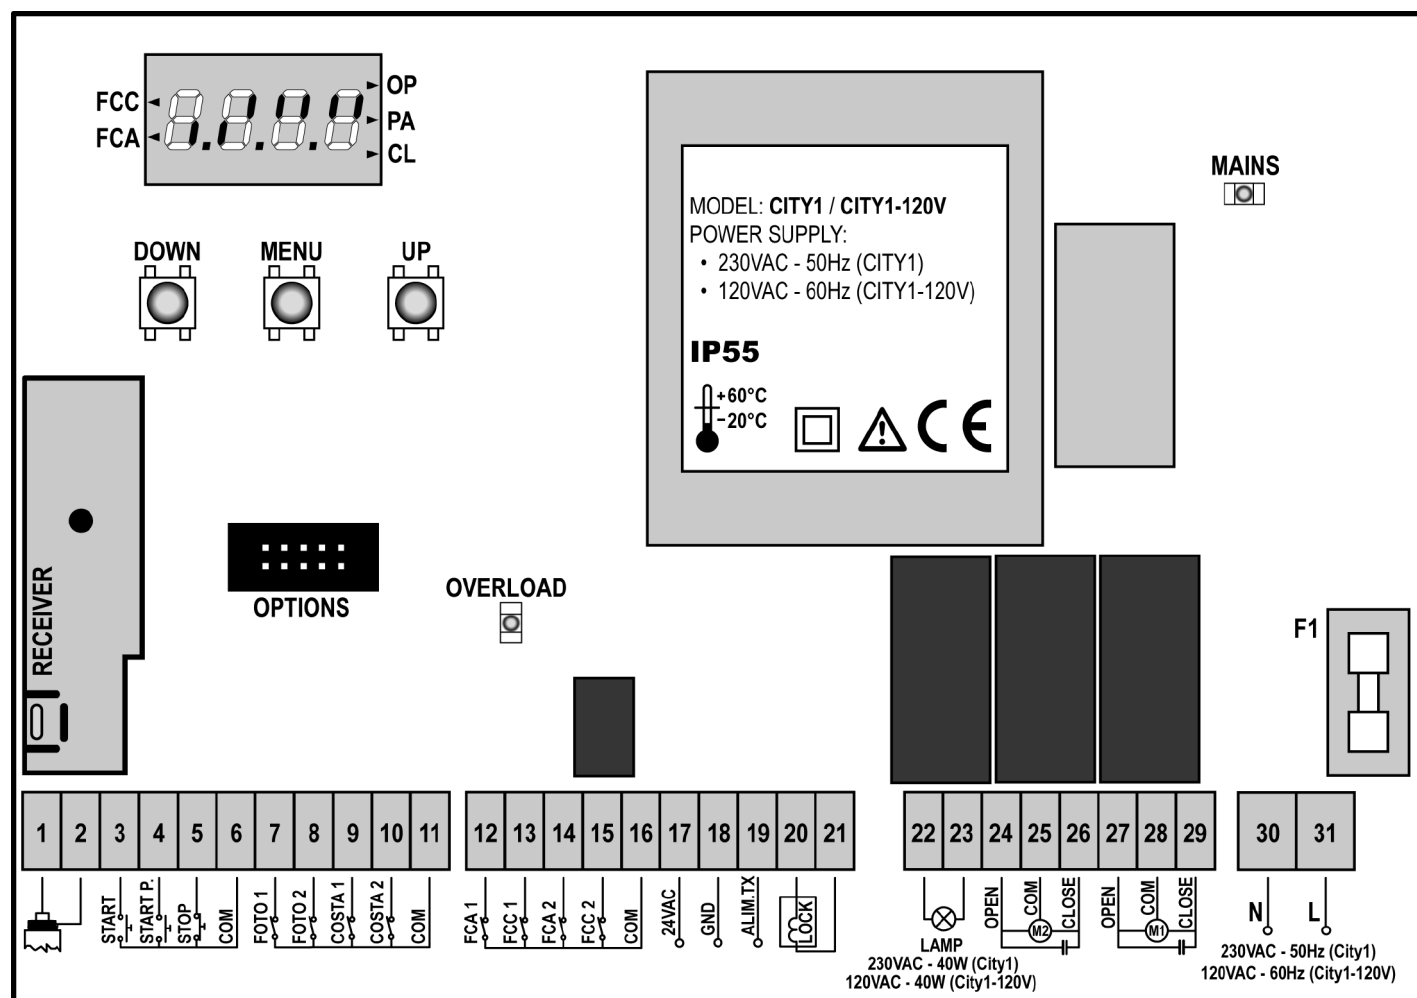 FCC
FCA
OP
PA
CL
MAINS
DOWN
MENU
UP
MODEL: CITY1 / CITY1-120V
POWER SUPPLY:
• 230VAC - 50Hz (CITY1)
• 120VAC - 60Hz (CITY1-120V)
IP55
+60°C
-20°C
CE
RECEIVER
OPTIONS
OVERLOAD
F1
1 2 3 4 5 6 7 8 9 10 11
12 13 14 15 16 17 18 19 20 21
22 23 24 25 26 27 28 29
30 31
START
START P.
STOP
COM
FOTO 1
FOTO 2
COSTA 1
COSTA 2
COM
FCA 1
FCC 1
FCA 2
FCC 2
COM
24VAC
GND
ALIM.TX
LOCK
LAMP
230VAC - 40W (City1)
120VAC - 40W (City1-120V)
OPEN
COM
CLOSE
M2
OPEN
COM
CLOSE
M1
N
L
230VAC - 50Hz (City1)
120VAC - 60Hz (City1-120V)